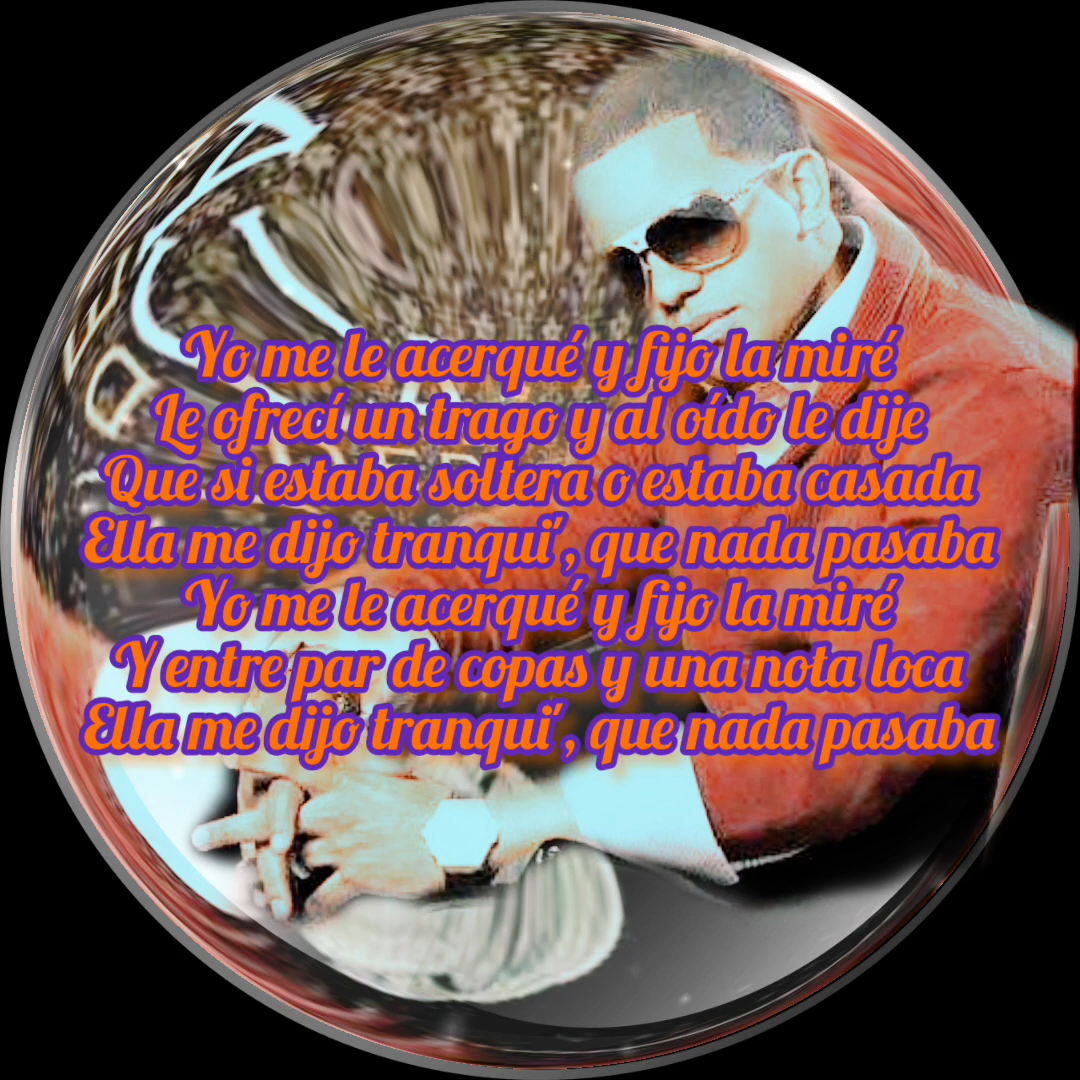 Yo me le acerqué y fijo la miré
Le ofrecí un trago y al oído le dije
Que si estaba soltera o estaba casada
Ella me dijo tranqui', que nada pasaba
Yo me le acerqué y fijo la miré
Y entre par de copas y una nota loca
Ella me dijo tranqui', que nada pasaba